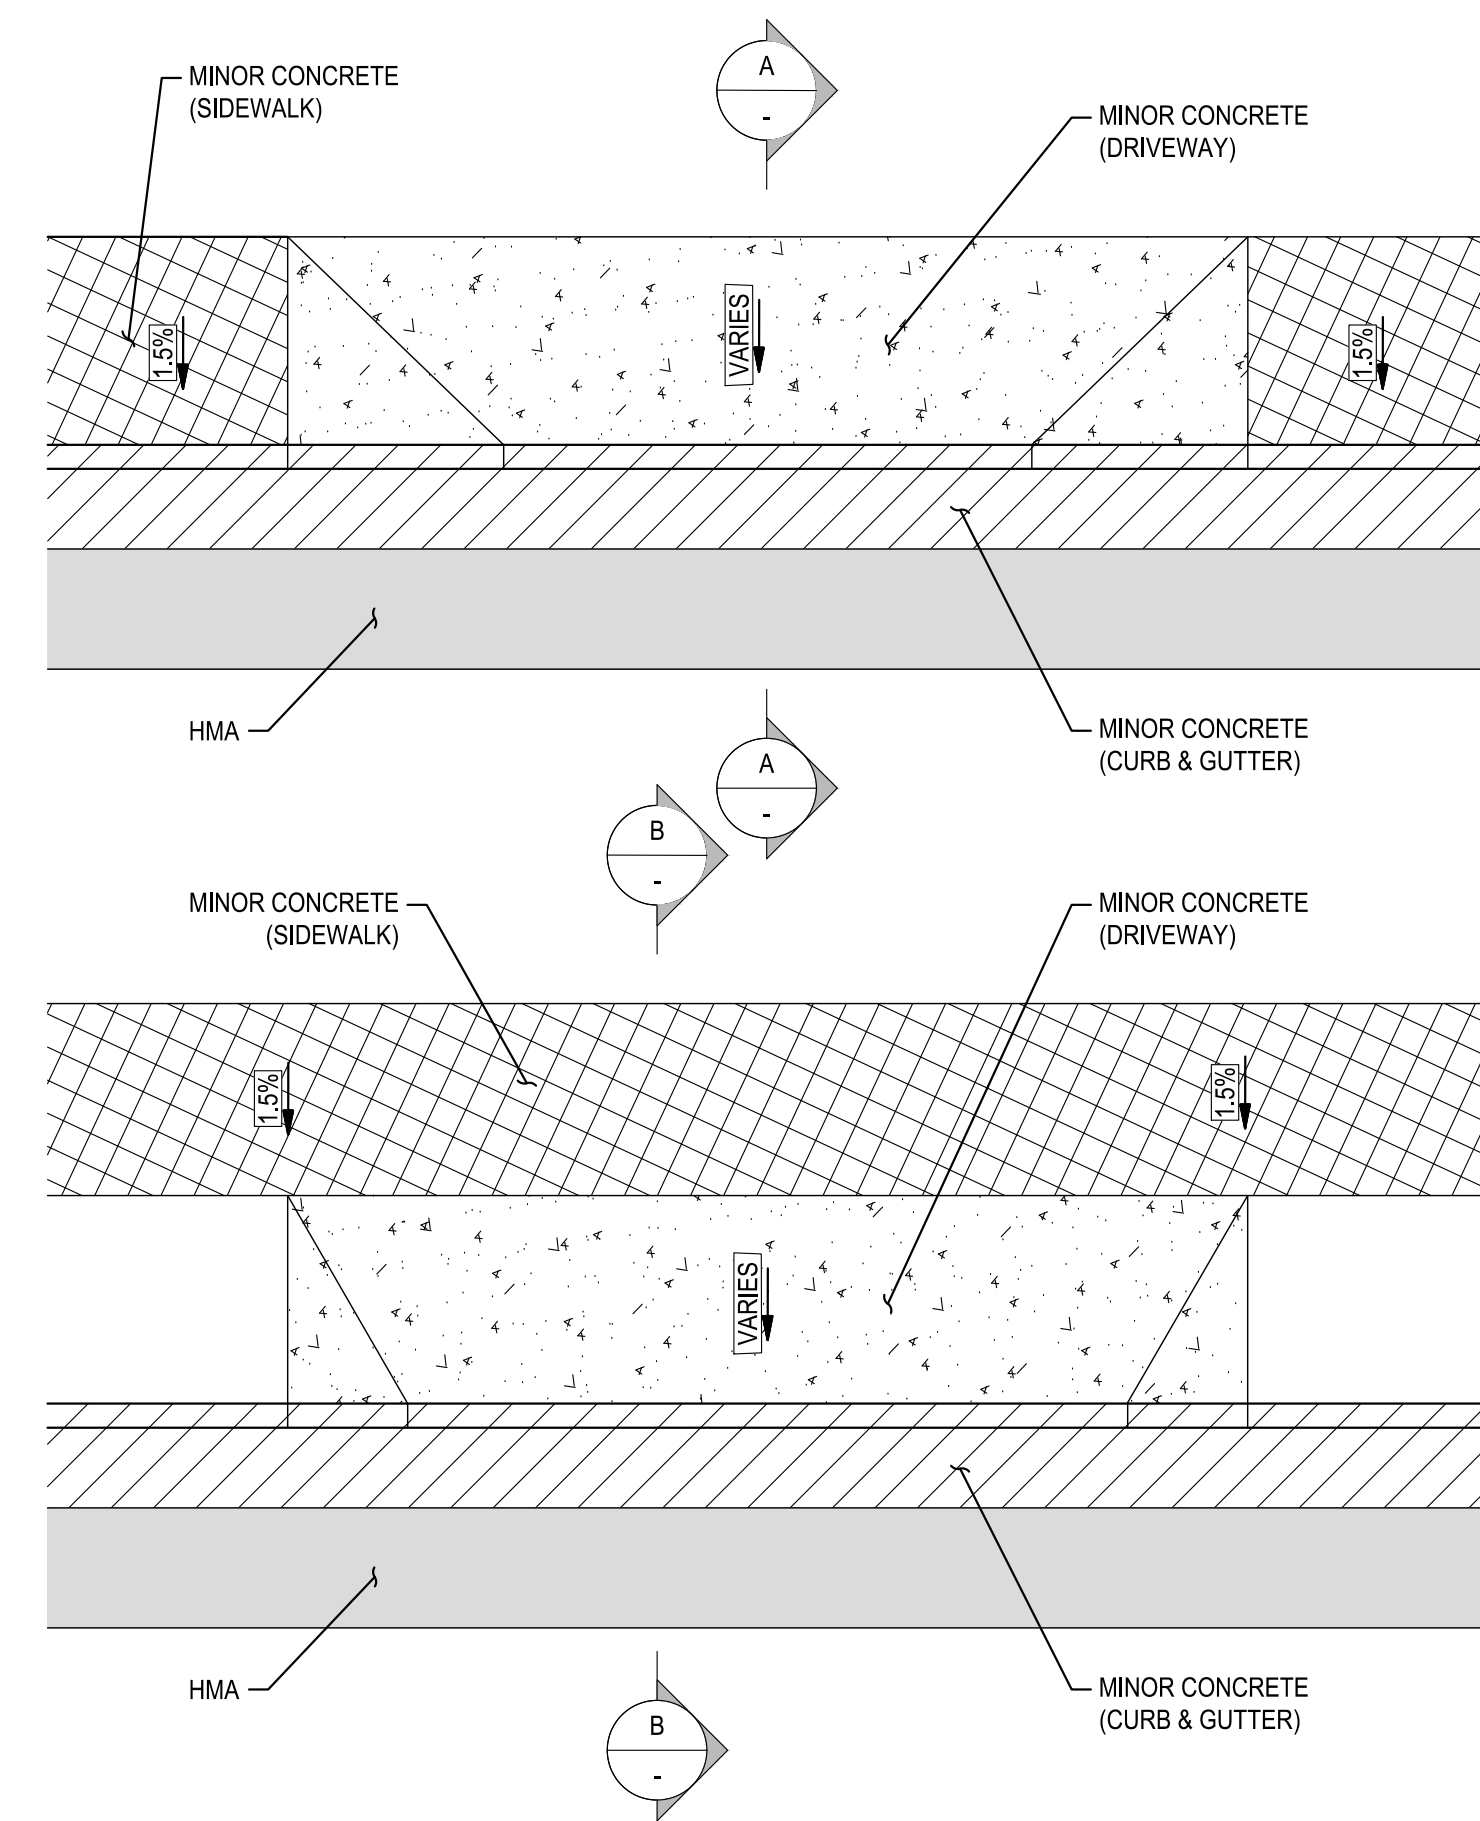 A
-
MINOR CONCRETE
(SIDEWALK)
MINOR CONCRETE
(DRIVEWAY)
1.5%
VARIES
1.5%
HMA
MINOR CONCRETE
(CURB & GUTTER)
A
-
B
-
MINOR CONCRETE
(SIDEWALK)
MINOR CONCRETE
(DRIVEWAY)
1.5%
1.5%
VARIES
HMA
MINOR CONCRETE
(CURB & GUTTER)
B
-